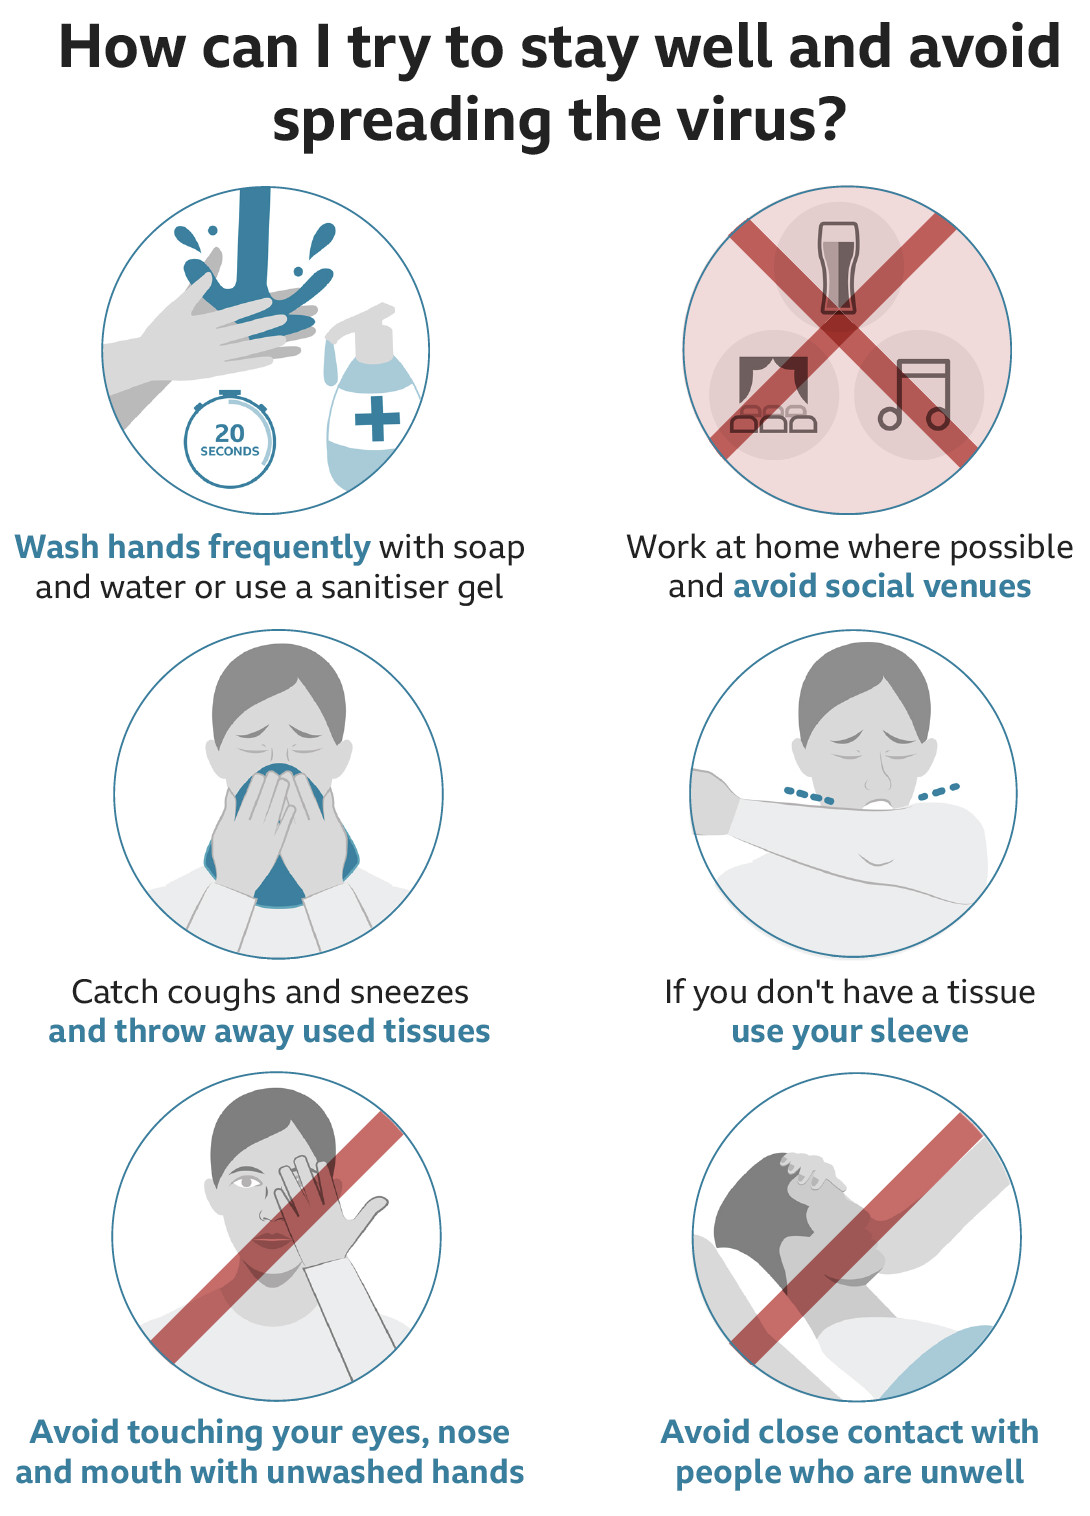 How can I try to stay well and avoid
spreading the virus?
20
SECONDS
Wash hands frequently with soap
and water or use a sanitiser gel
Work at home where possible
and avoid social venues
Catch coughs and sneezes
and throw away used tissues
If you don't have a tissue
use your sleeve
Avoid touching your eyes, nose
and mouth with unwashed hands
Avoid close contact with
people who are unwell